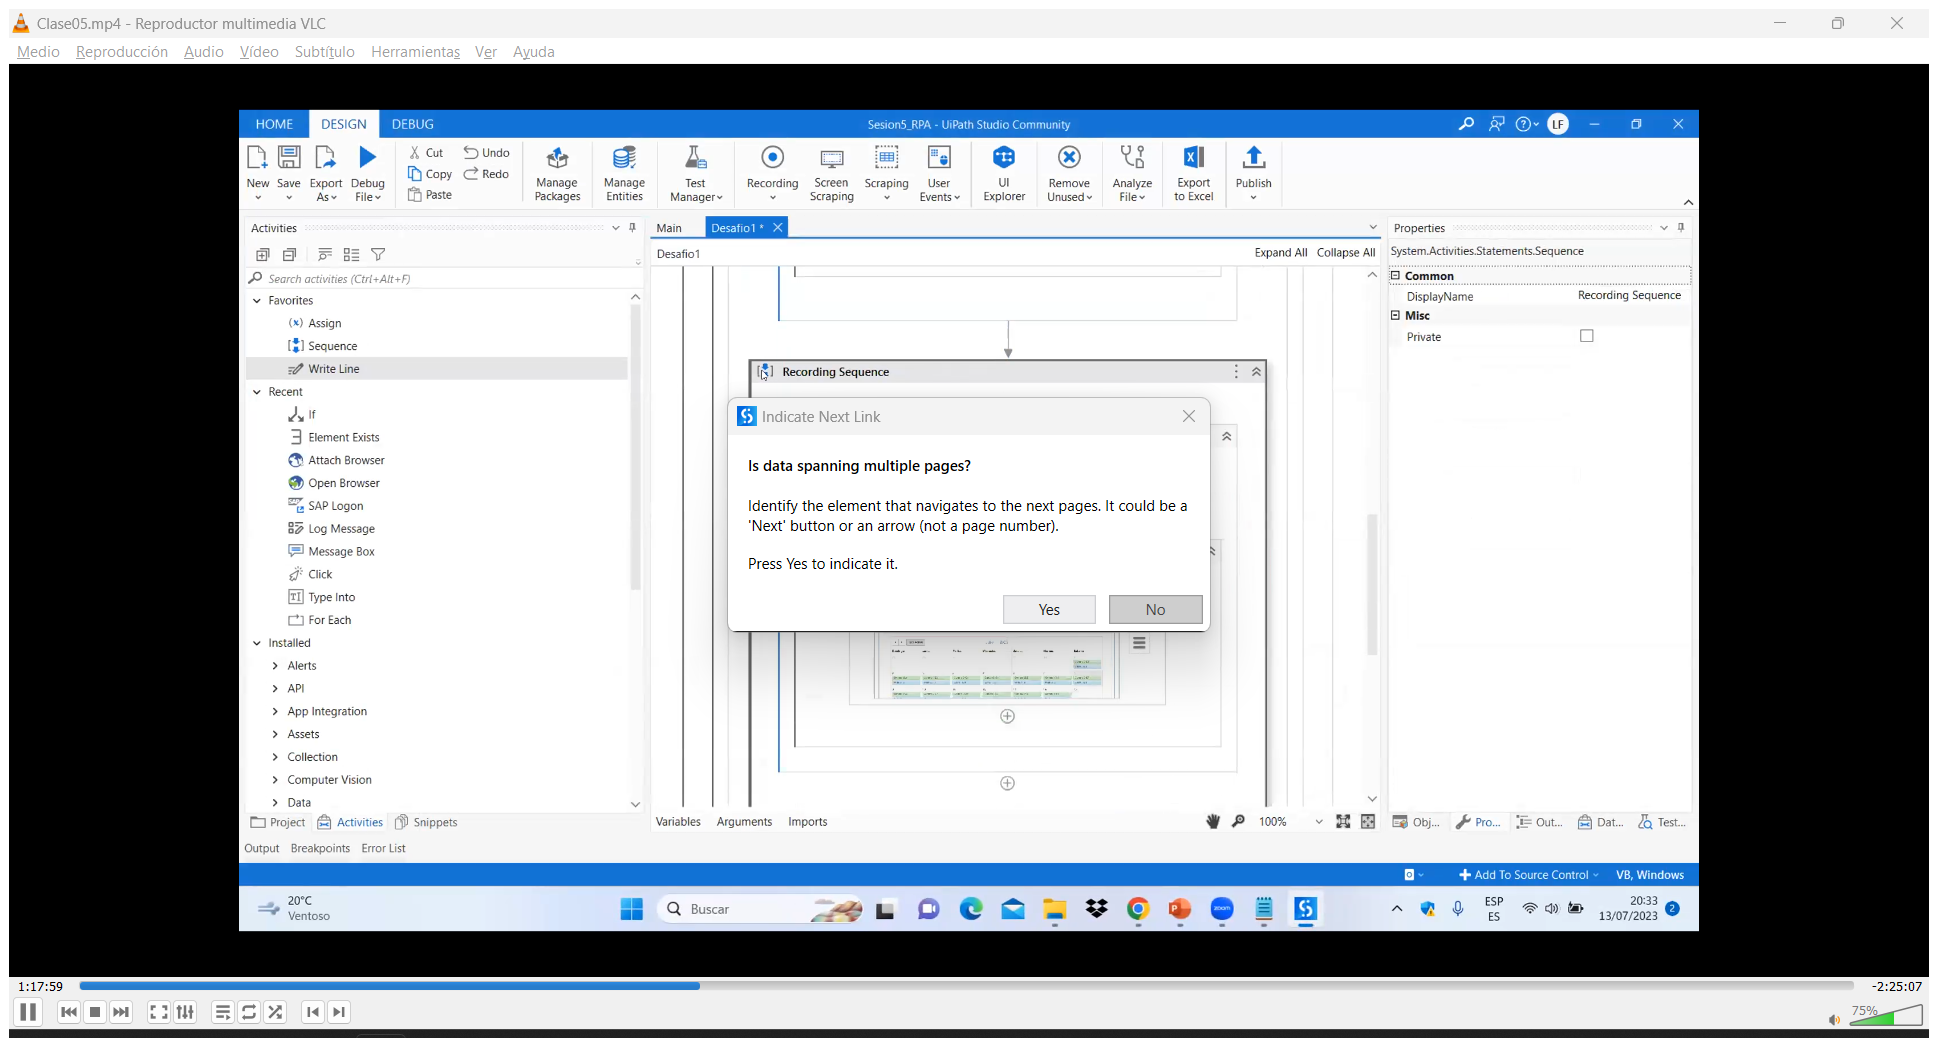 Clase05.mp4 - Reproductor multimedia VLC
Medio Reproducción Audio Vídeo Subtítulo Herramientas Ver Ayuda
HOME DESIGN DEBUG
Sesion5_RPA - UiPath Studio Community
LF
New Save Export As Debug File
Cut Copy Paste
Undo Redo
Manage Packages
Manage Entities
Test Manager
Recording
Screen Scraping
Scraping
User Events
UI Explorer
Remove Unused
Analyze File
Export to Excel
Publish
Activities
Search activities (Ctrl+Alt+F)
Favorites
Assign
Sequence
Write Line
Recent
If
Element Exists
Attach Browser
Open Browser
SAP Logon
Log Message
Message Box
Click
Type Into
For Each
Installed
Alerts
API
App Integration
Assets
Collection
Computer Vision
Data
Project Activities Snippets
Output Breakpoints Error List
Main Desafio1 *
Desafio1
Expand All Collapse All
Recording Sequence
Indicate Next Link
Is data spanning multiple pages?
Identify the element that navigates to the next pages. It could be a
'Next' button or an arrow (not a page number).
Press Yes to indicate it.
Yes No
Variables Arguments Imports
100%
Properties
System.Activities.Statements.Sequence
Common
DisplayName Recording Sequence
Misc
Private
Obj... Pro... Out... Dat... Test...
Add To Source Control VB, Windows
20°C
Ventoso
Buscar
zoom
ESP
ES
20:33
13/07/2023
2
1:17:59
-2:25:07
75%